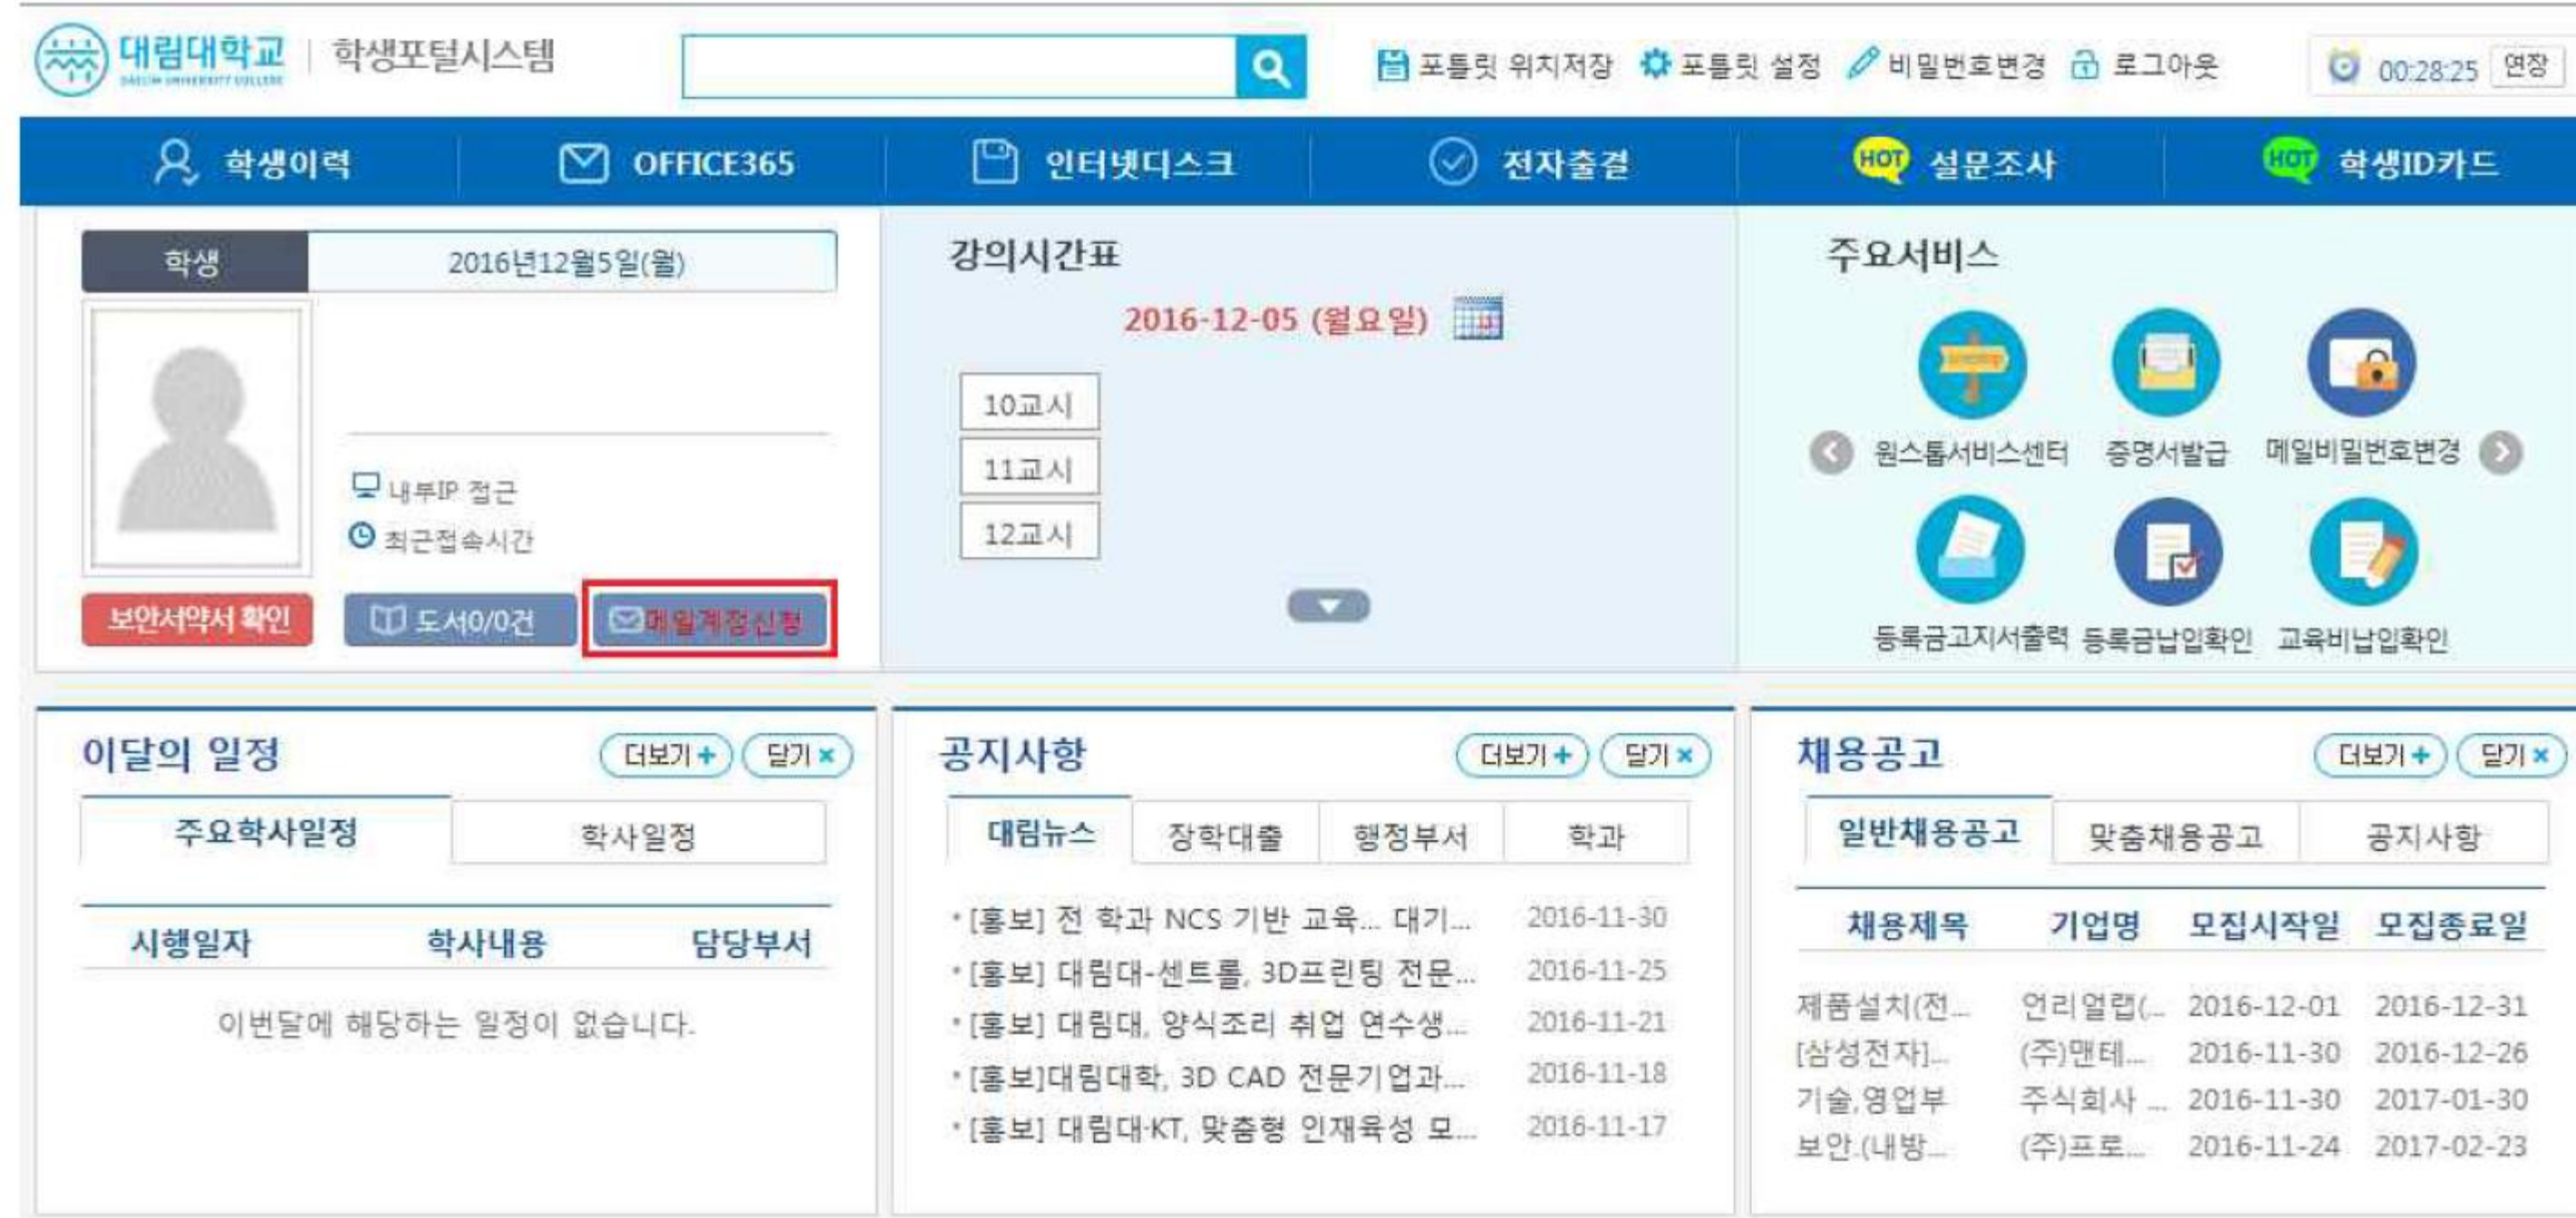 대림대학교 학생포털시스템 포틀릿 위치저장 포틀릿 설정 비밀번호변경 로그아웃 00:28:25 연장
DAELIM UNIVERSITY COLLEGE
학생이력 OFFICE365 인터넷디스크 전자출결 HOT 설문조사 HOT 학생ID카드
학생 2016년12월5일(월)
내부IP 접근
최근접속시간
보안서약서 확인 도서0/0건 메일계정신청
강의시간표
2016-12-05 (월요일)
10교시
11교시
12교시
주요서비스
원스톱서비스센터 증명서발급 메일비밀번호변경
등록금고지서출력 등록금납입확인 교육비납입확인
이달의 일정 더보기+ 닫기×
주요학사일정 학사일정
시행일자 학사내용 담당부서
이번달에 해당하는 일정이 없습니다.
공지사항 더보기+ 닫기×
대림뉴스 장학대출 행정부서 학과
[홍보] 전 학과 NCS 기반 교육... 대기... 2016-11-30
[홍보] 대림대-센트롤, 3D프린팅 전문... 2016-11-25
[홍보] 대림대, 양식조리 취업 연수생... 2016-11-21
[홍보]대림대학, 3D CAD 전문기업과... 2016-11-18
[홍보] 대림대·KT, 맞춤형 인재육성 모... 2016-11-17
채용공고 더보기+ 닫기×
일반채용공고 맞춤채용공고 공지사항
채용제목 기업명 모집시작일 모집종료일
제품설치(전... 언리얼랩(... 2016-12-01 2016-12-31
[삼성전자]... (주)맨테... 2016-11-30 2016-12-26
기술,영업부 주식회사 ... 2016-11-30 2017-01-30
보안.(내방... (주)프로... 2016-11-24 2017-02-23